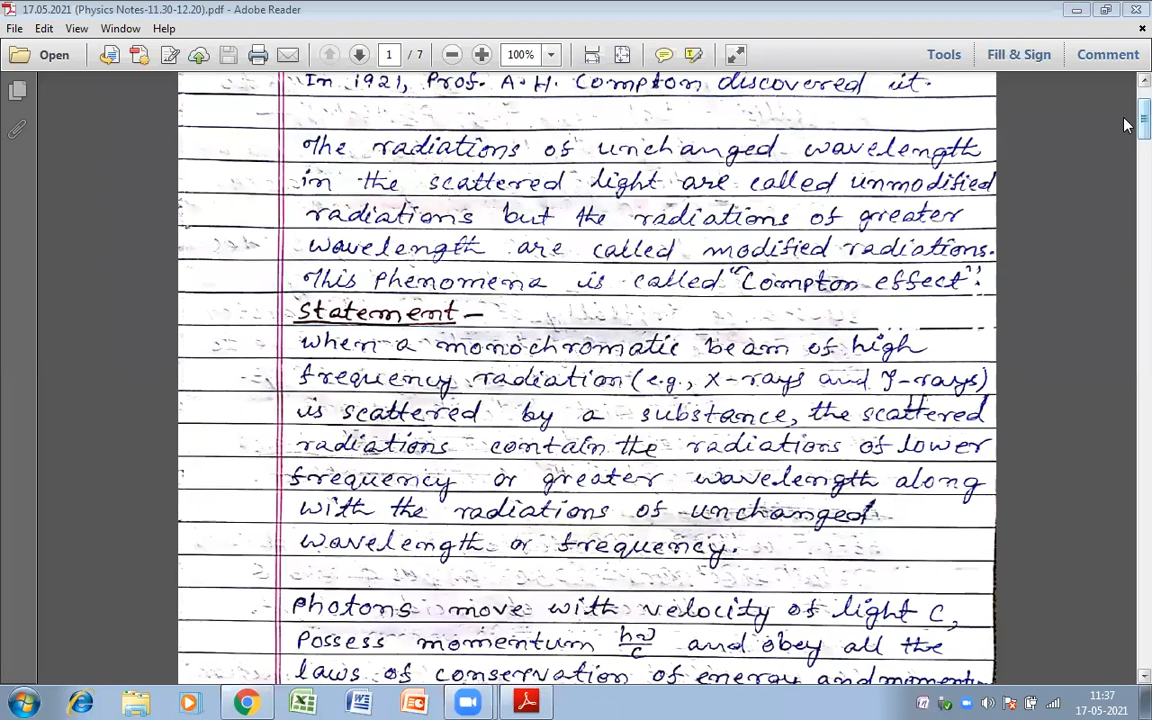 17.05.2021 (Physics Notes-11.30-12.20).pdf - Adobe Reader
File Edit View Window Help
Open 1 / 7 100% Tools Fill & Sign Comment
In 1921, Prof. A.H. Compton discovered it.
The radiations of unchanged wavelength
in the scattered light are called unmodified
radiations but the radiations of greater
wavelength are called modified radiations.
This Phenomena is called "Compton effect".
Statement -
When a monochromatic beam of high
frequency radiation (e.g., X-rays and γ-rays)
is scattered by a substance, the scattered
radiations contain the radiations of lower
frequency or greater wavelength along
with the radiations of unchanged
wavelength or frequency.
Photons move with velocity of light C,
Possess momentum hν/c and obey all the
laws of conservation of energy and
11:37
17-05-2021